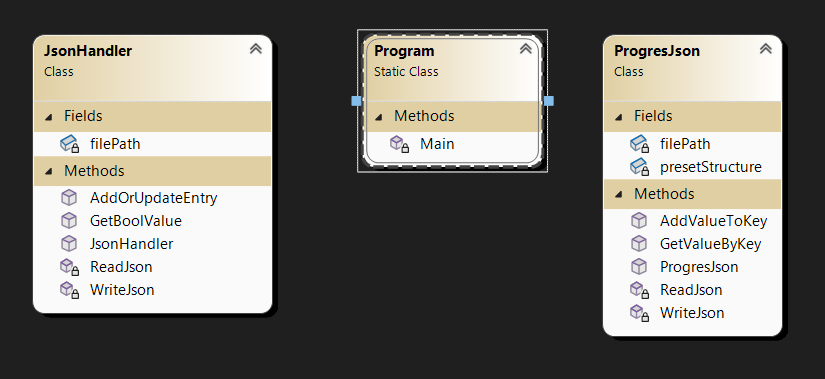 JsonHandler
Class
Fields
filePath
Methods
AddOrUpdateEntry
GetBoolValue
JsonHandler
ReadJson
WriteJson
Program
Static Class
Methods
Main
ProgresJson
Class
Fields
filePath
presetStructure
Methods
AddValueToKey
GetValueByKey
ProgresJson
ReadJson
WriteJson